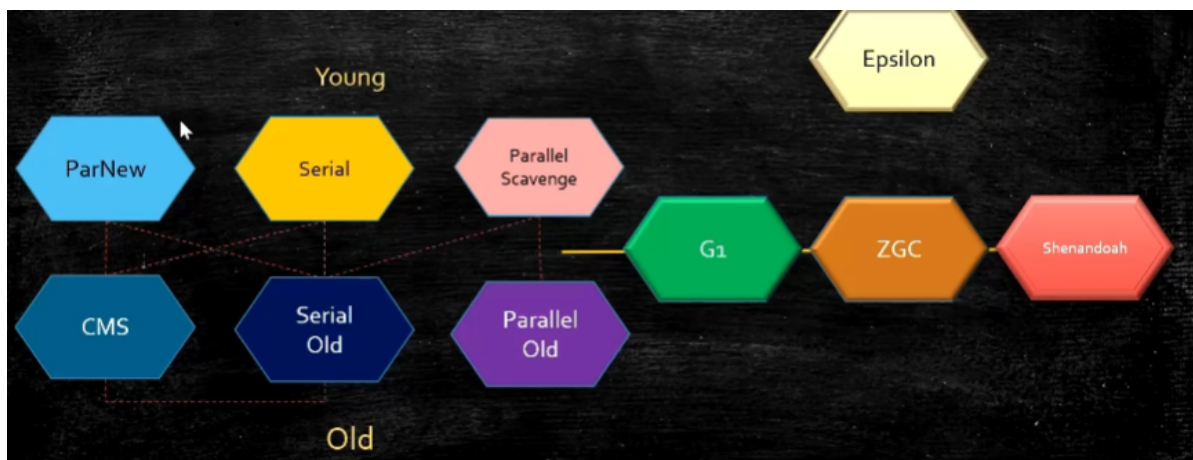 Epsilon
Young
ParNew
Serial
Parallel
Scavenge
G1
ZGC
Shenandoah
CMS
Serial
Old
Parallel
Old
Old